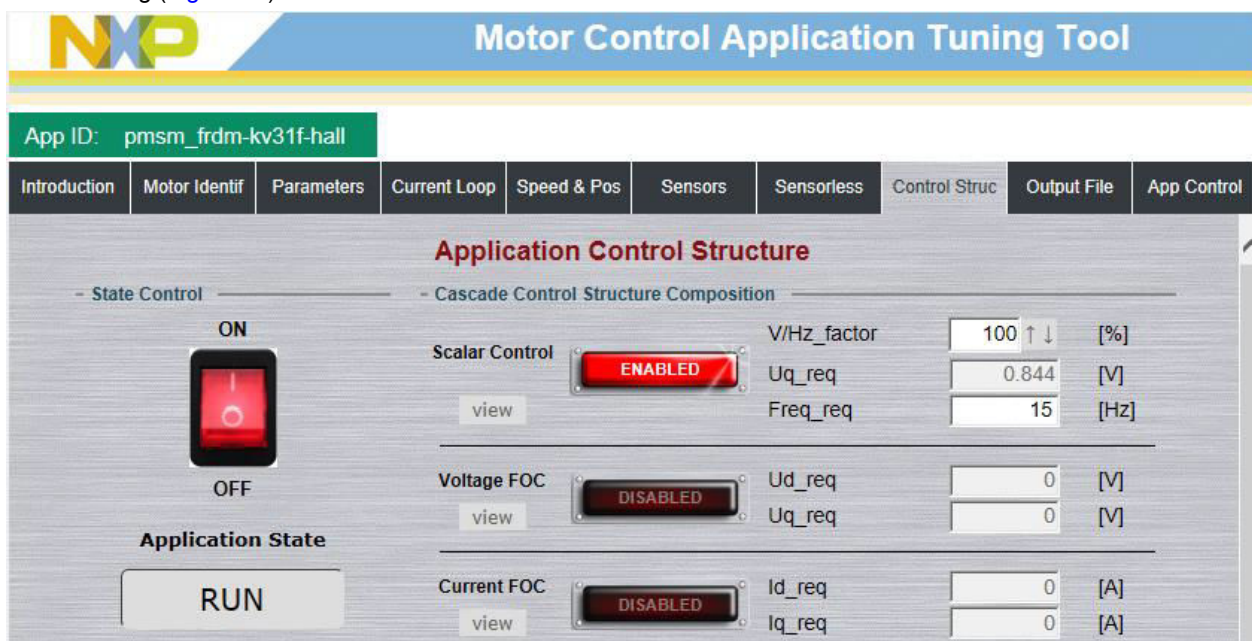 NXP
Motor Control Application Tuning Tool
App ID: pmsm_frdm-kv31f-hall
Introduction Motor Identif Parameters Current Loop Speed & Pos Sensors Sensorless Control Struc Output File App Control
Application Control Structure
- State Control
- Cascade Control Structure Composition
ON
OFF
Application State
RUN
Scalar Control ENABLED V/Hz_factor 100 ↑↓ [%]
Uq_req 0.844 [V]
view Freq_req 15 [Hz]
Voltage FOC DISABLED Ud_req 0 [V]
view Uq_req 0 [V]
Current FOC DISABLED Id_req 0 [A]
view Iq_req 0 [A]